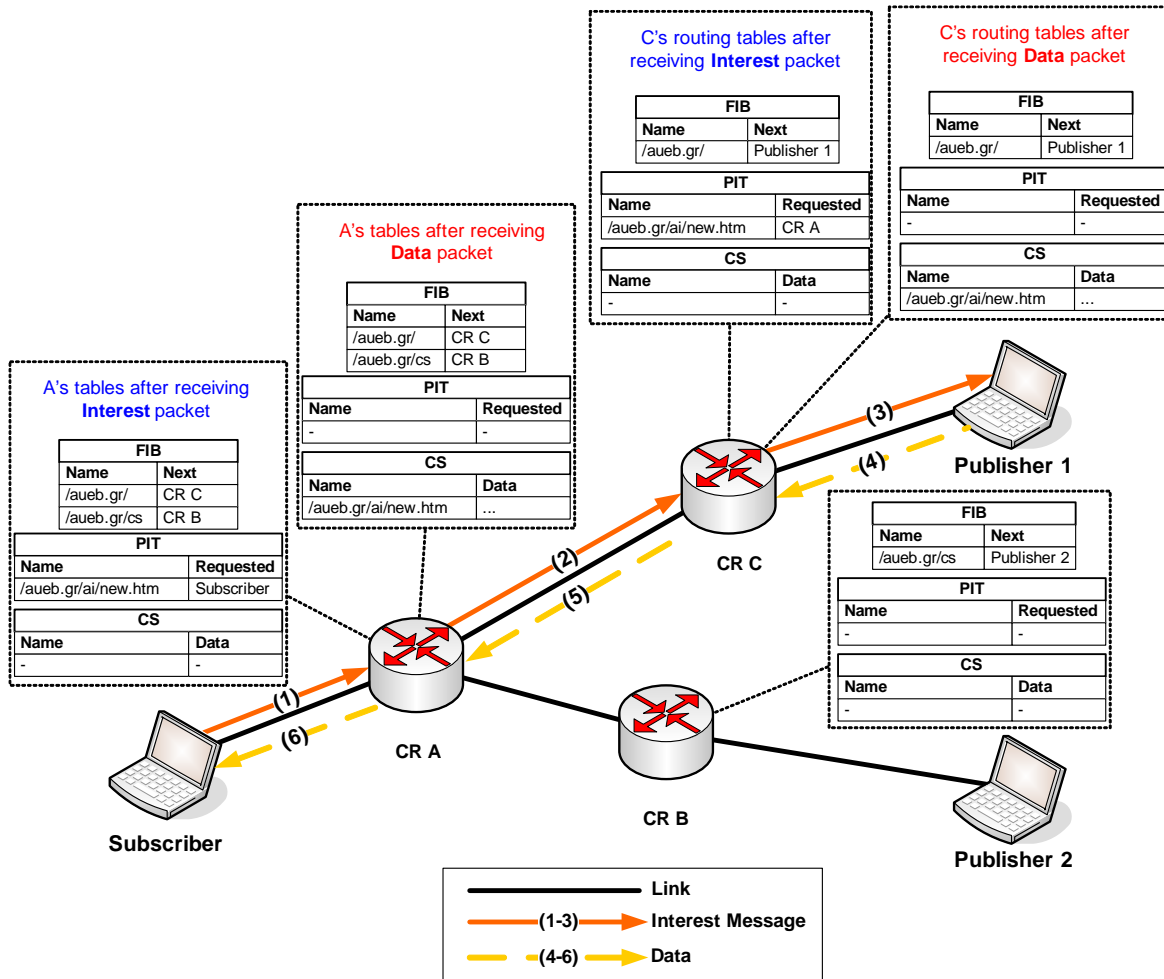 C's routing tables after
receiving Interest packet
FIB
Name Next
/aueb.gr/ Publisher 1
PIT
Name Requested
/aueb.gr/ai/new.htm CR A
CS
Name Data
- -
C's routing tables after
receiving Data packet
FIB
Name Next
/aueb.gr/ Publisher 1
PIT
Name Requested
- -
CS
Name Data
/aueb.gr/ai/new.htm ...
A's tables after receiving
Data packet
FIB
Name Next
/aueb.gr/ CR C
/aueb.gr/cs CR B
PIT
Name Requested
- -
CS
Name Data
/aueb.gr/ai/new.htm ...
A's tables after receiving
Interest packet
FIB
Name Next
/aueb.gr/ CR C
/aueb.gr/cs CR B
PIT
Name Requested
/aueb.gr/ai/new.htm Subscriber
CS
Name Data
- -
(3)
(4)
Publisher 1
CR C
(2)
(5)
FIB
Name Next
/aueb.gr/cs Publisher 2
PIT
Name Requested
- -
CS
Name Data
- -
(1)
(6)
CR A
Subscriber
CR B
Publisher 2
Link
(1-3) Interest Message
(4-6) Data